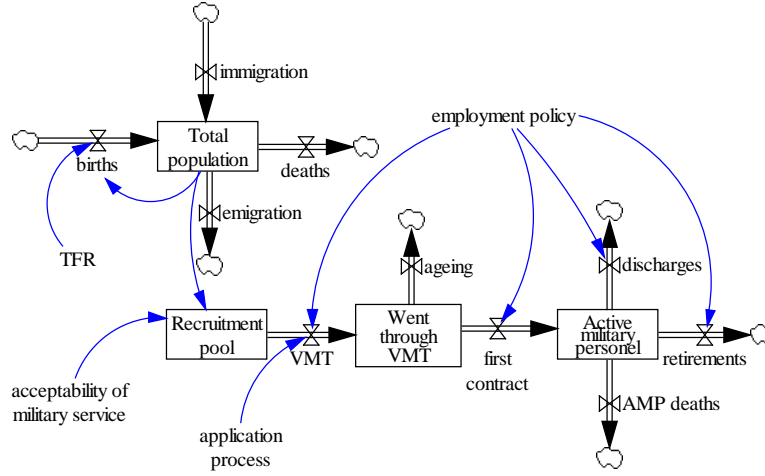 immigration
employment policy
Total
population
births
deaths
emigration
TFR
ageing
discharges
Recruitment
pool
VMT
Went
through
VMT
first
contract
Active
military
personel
retirements
acceptability of
military service
application
process
AMP deaths